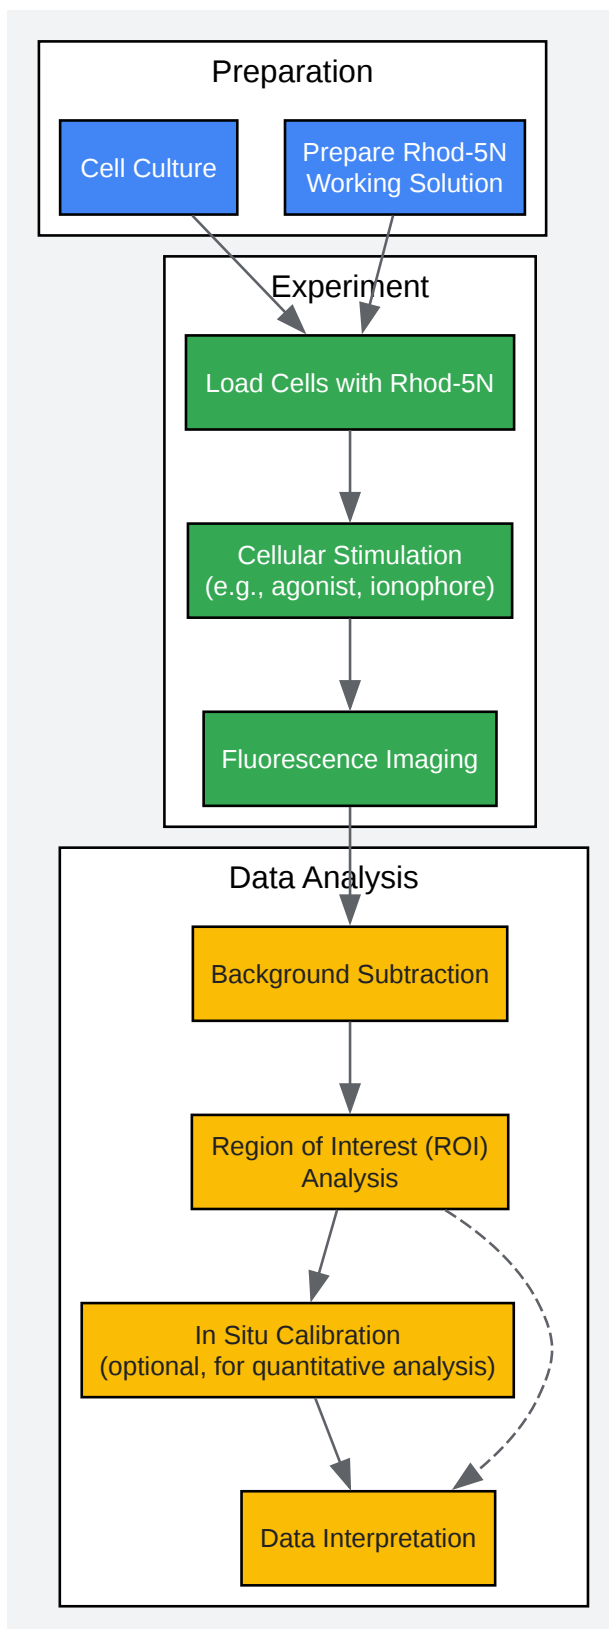 Preparation
Cell Culture
Prepare Rhod-5N
Working Solution
Experiment
Load Cells with Rhod-5N
Cellular Stimulation
(e.g., agonist, ionophore)
Fluorescence Imaging
Data Analysis
Background Subtraction
Region of Interest (ROI)
Analysis
In Situ Calibration
(optional, for quantitative analysis)
Data Interpretation